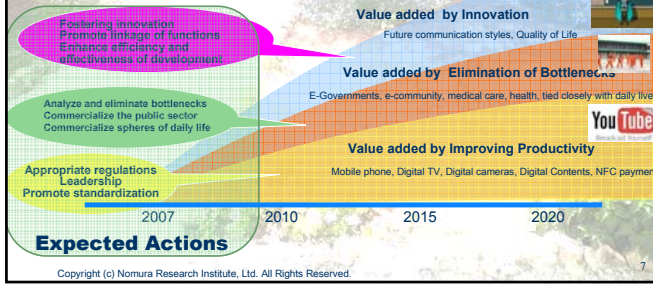 Fostering innovation
Promote linkage of functions
Enhance efficiency and
effectiveness of development
Value added by Innovation
Future communication styles, Quality of Life
Value added by Elimination of Bottlenecks
E-Governments, e-community, medical care, health, tied closely with daily live
Analyze and eliminate bottlenecks
Commercialize the public sector
Commercialize spheres of daily life
You Tube
Broadcast Yourself
Value added by Improving Productivity
Mobile phone, Digital TV, Digital cameras, Digital Contents, NFC paymen
Appropriate regulations
Leadership
Promote standardization
2007 2010 2015 2020
Expected Actions
Copyright (c) Nomura Research Institute, Ltd. All Rights Reserved.
7